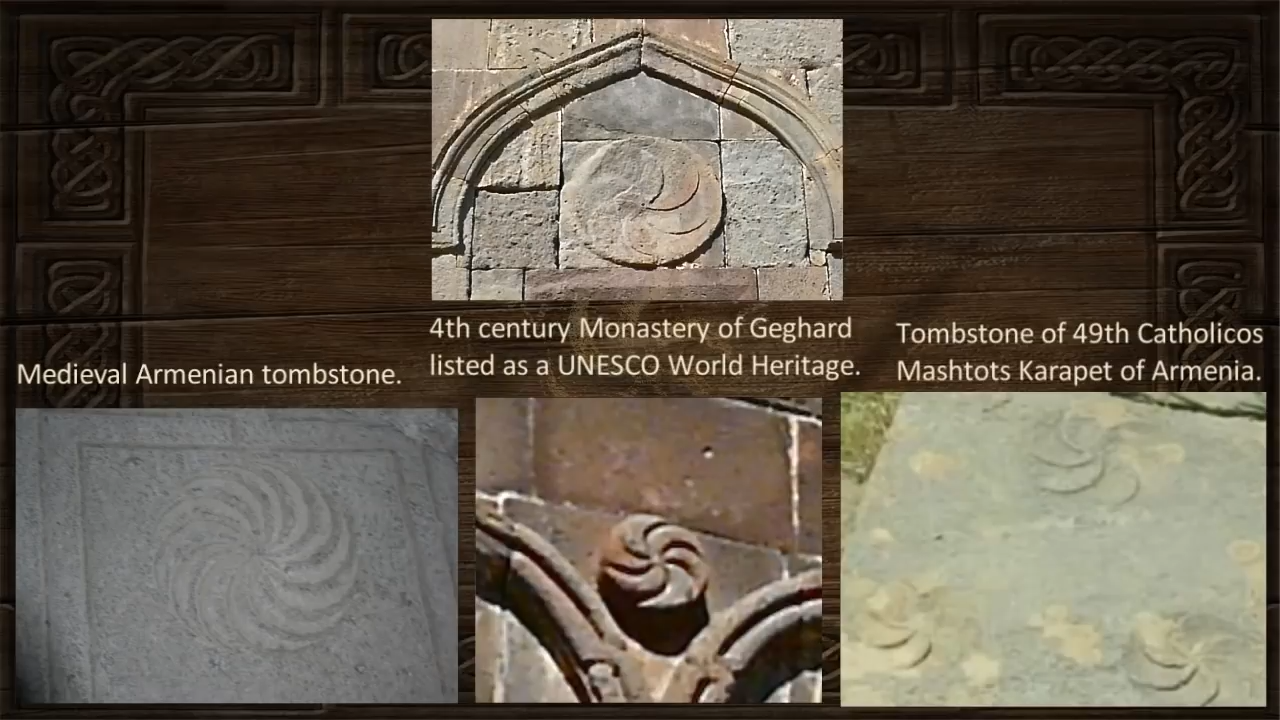 4th century Monastery of Geghard
listed as a UNESCO World Heritage.
Tombstone of 49th Catholicos
Mashtots Karapet of Armenia.
Medieval Armenian tombstone.